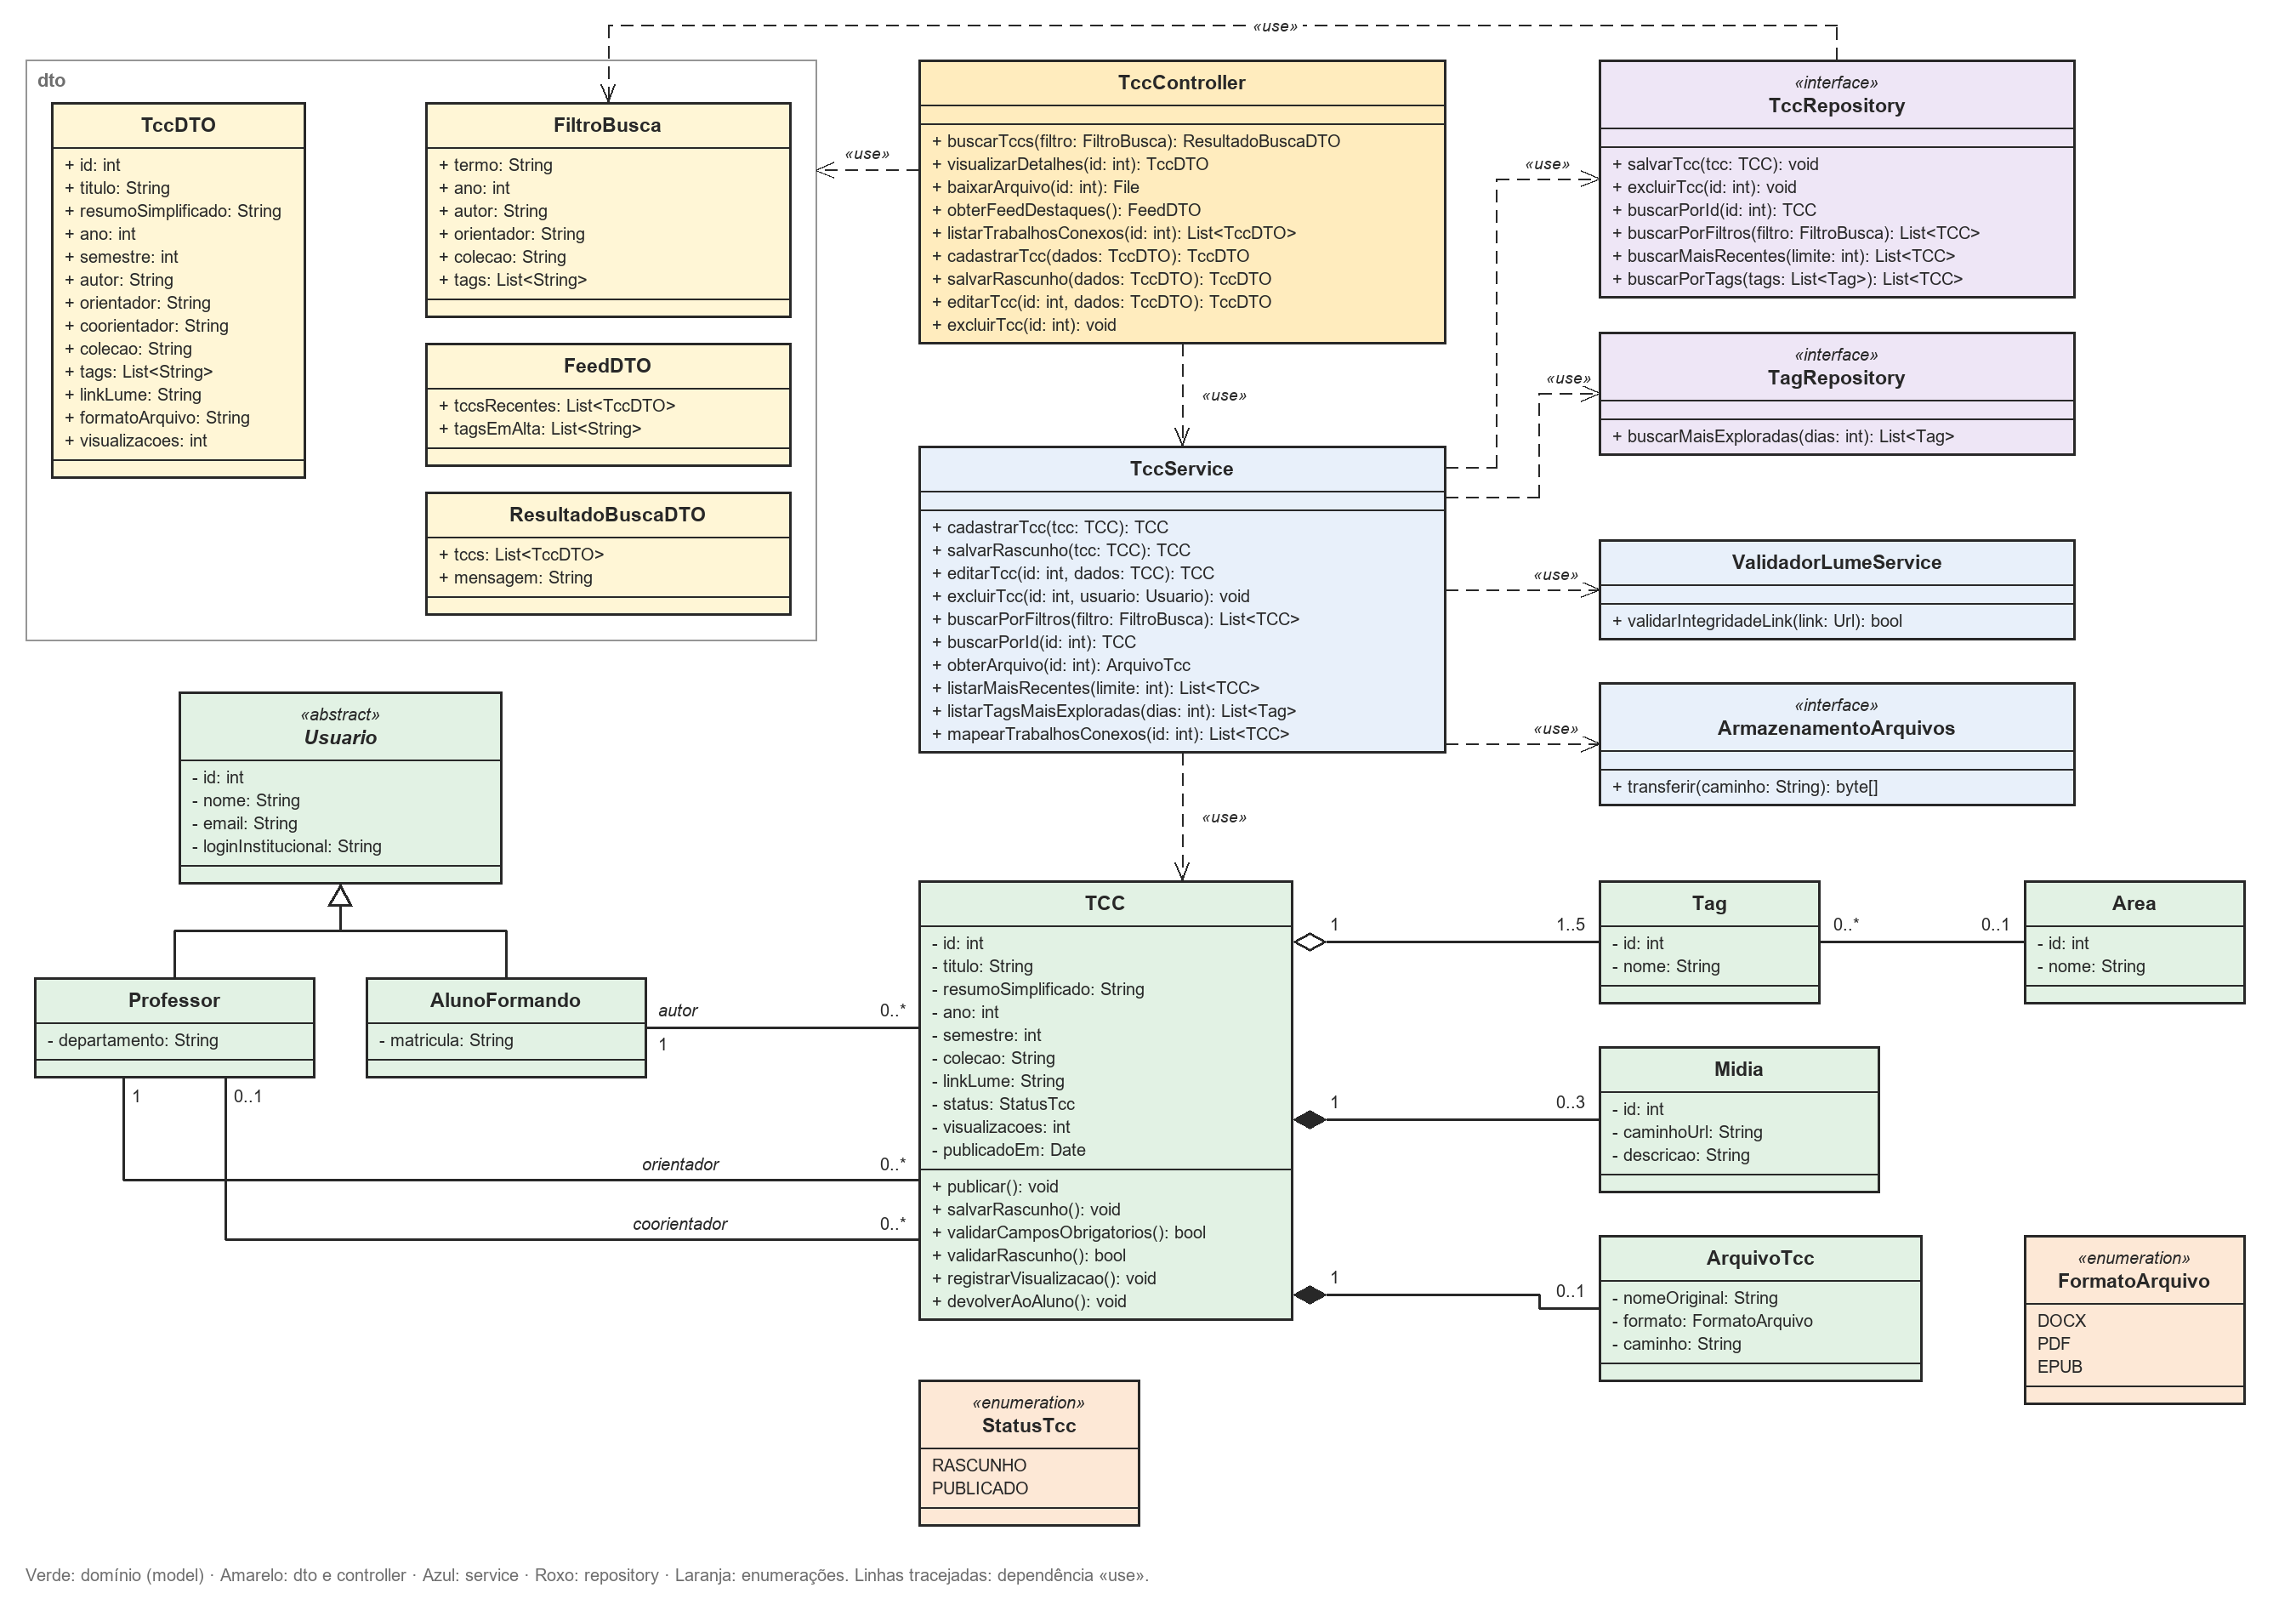 «use»
dto
TccDTO
+ id: int
+ titulo: String
+ resumoSimplificado: String
+ ano: int
+ semestre: int
+ autor: String
+ orientador: String
+ coorientador: String
+ colecao: String
+ tags: List<String>
+ linkLume: String
+ formatoArquivo: String
+ visualizacoes: int
FiltroBusca
+ termo: String
+ ano: int
+ autor: String
+ orientador: String
+ colecao: String
+ tags: List<String>
FeedDTO
+ tccsRecentes: List<TccDTO>
+ tagsEmAlta: List<String>
ResultadoBuscaDTO
+ tccs: List<TccDTO>
+ mensagem: String
«use»
TccController
+ buscarTccs(filtro: FiltroBusca): ResultadoBuscaDTO
+ visualizarDetalhes(id: int): TccDTO
+ baixarArquivo(id: int): File
+ obterFeedDestaques(): FeedDTO
+ listarTrabalhosConexos(id: int): List<TccDTO>
+ cadastrarTcc(dados: TccDTO): TccDTO
+ salvarRascunho(dados: TccDTO): TccDTO
+ editarTcc(id: int, dados: TccDTO): TccDTO
+ excluirTcc(id: int): void
«use»
«use»
«interface»
TccRepository
+ salvarTcc(tcc: TCC): void
+ excluirTcc(id: int): void
+ buscarPorId(id: int): TCC
+ buscarPorFiltros(filtro: FiltroBusca): List<TCC>
+ buscarMaisRecentes(limite: int): List<TCC>
+ buscarPorTags(tags: List<Tag>): List<TCC>
«use»
«interface»
TagRepository
+ buscarMaisExploradas(dias: int): List<Tag>
TccService
+ cadastrarTcc(tcc: TCC): TCC
+ salvarRascunho(tcc: TCC): TCC
+ editarTcc(id: int, dados: TCC): TCC
+ excluirTcc(id: int, usuario: Usuario): void
+ buscarPorFiltros(filtro: FiltroBusca): List<TCC>
+ buscarPorId(id: int): TCC
+ obterArquivo(id: int): ArquivoTcc
+ listarMaisRecentes(limite: int): List<TCC>
+ listarTagsMaisExploradas(dias: int): List<Tag>
+ mapearTrabalhosConexos(id: int): List<TCC>
«use»
ValidadorLumeService
+ validarIntegridadeLink(link: Url): bool
«use»
«interface»
ArmazenamentoArquivos
+ transferir(caminho: String): byte[]
«use»
«abstract»
Usuario
- id: int
- nome: String
- email: String
- loginInstitucional: String
Professor
- departamento: String
AlunoFormando
- matricula: String
autor
1
0..*
1
0..1
orientador
0..*
coorientador
0..*
TCC
- id: int
- titulo: String
- resumoSimplificado: String
- ano: int
- semestre: int
- colecao: String
- linkLume: String
- status: StatusTcc
- visualizacoes: int
- publicadoEm: Date
+ publicar(): void
+ salvarRascunho(): void
+ validarCamposObrigatorios(): bool
+ validarRascunho(): bool
+ registrarVisualizacao(): void
+ devolverAoAluno(): void
1
1..5
Tag
- id: int
- nome: String
0..*
0..1
Area
- id: int
- nome: String
1
0..3
Midia
- id: int
- caminhoUrl: String
- descricao: String
1
0..1
ArquivoTcc
- nomeOriginal: String
- formato: FormatoArquivo
- caminho: String
«enumeration»
FormatoArquivo
DOCX
PDF
EPUB
«enumeration»
StatusTcc
RASCUNHO
PUBLICADO
Verde: domínio (model) · Amarelo: dto e controller · Azul: service · Roxo: repository · Laranja: enumerações. Linhas tracejadas: dependência «use».